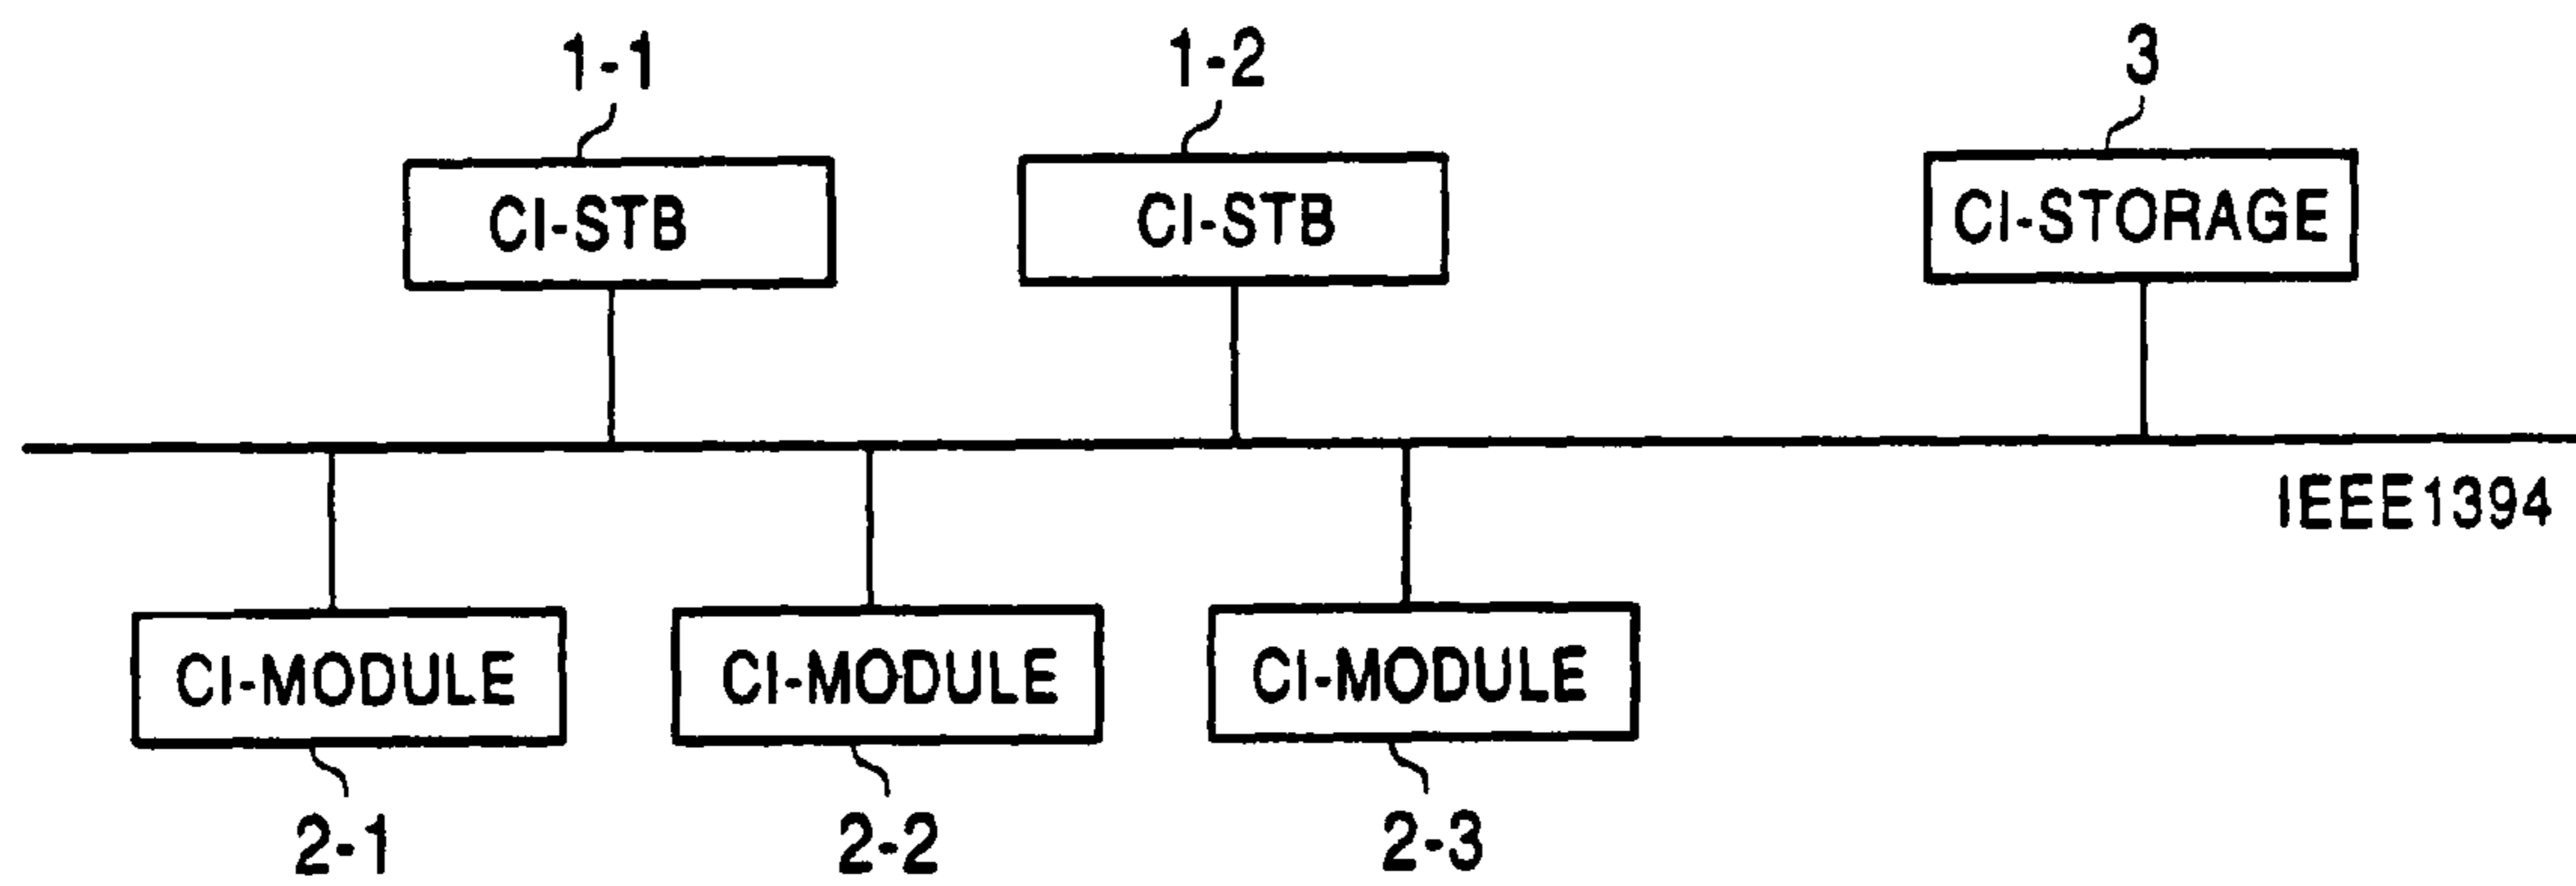 1-1
1-2
3
CI-STB
CI-STB
CI-STORAGE
IEEE1394
CI-MODULE
CI-MODULE
CI-MODULE
2-1
2-2
2-3